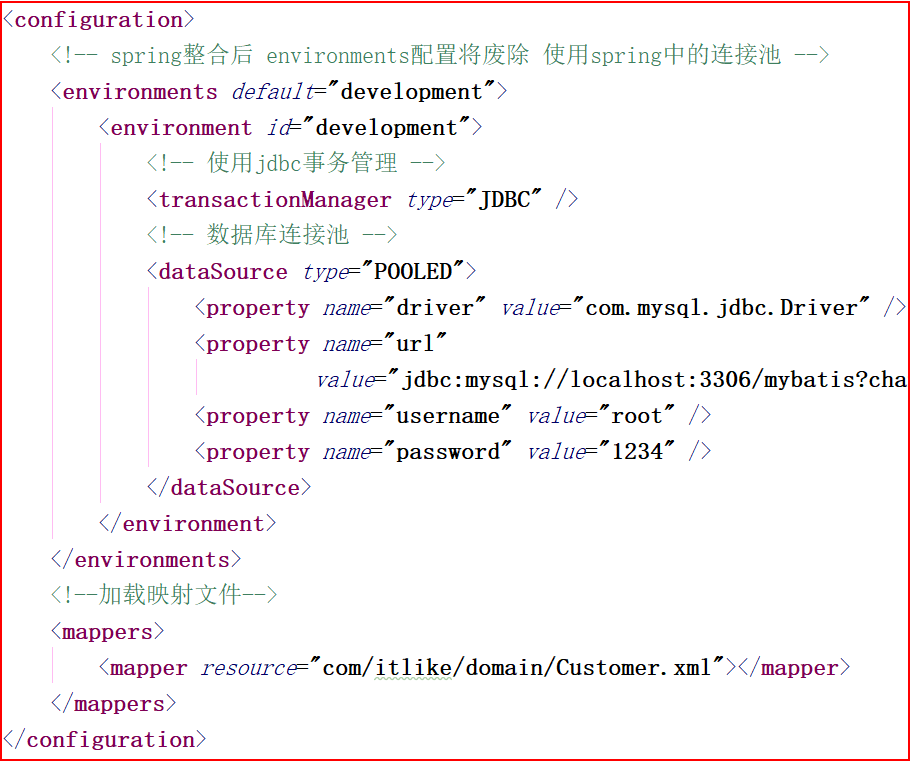 <configuration>
<!-- spring整合后 environments配置将废除 使用spring中的连接池 -->
<environments default="development">
<environment id="development">
<!-- 使用jdbc事务管理 -->
<transactionManager type="JDBC" />
<!-- 数据库连接池 -->
<dataSource type="POOLED">
<property name="driver" value="com.mysql.jdbc.Driver" />
<property name="url"
value="jdbc:mysql://localhost:3306/mybatis?cha
<property name="username" value="root" />
<property name="password" value="1234" />
</dataSource>
</environment>
</environments>
<!--加载映射文件-->
<mappers>
<mapper resource="com/itlike/domain/Customer.xml"></mapper>
</mappers>
</configuration>